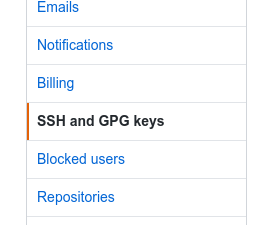 Emails
Notifications
Billing
SSH and GPG keys
Blocked users
Repositories